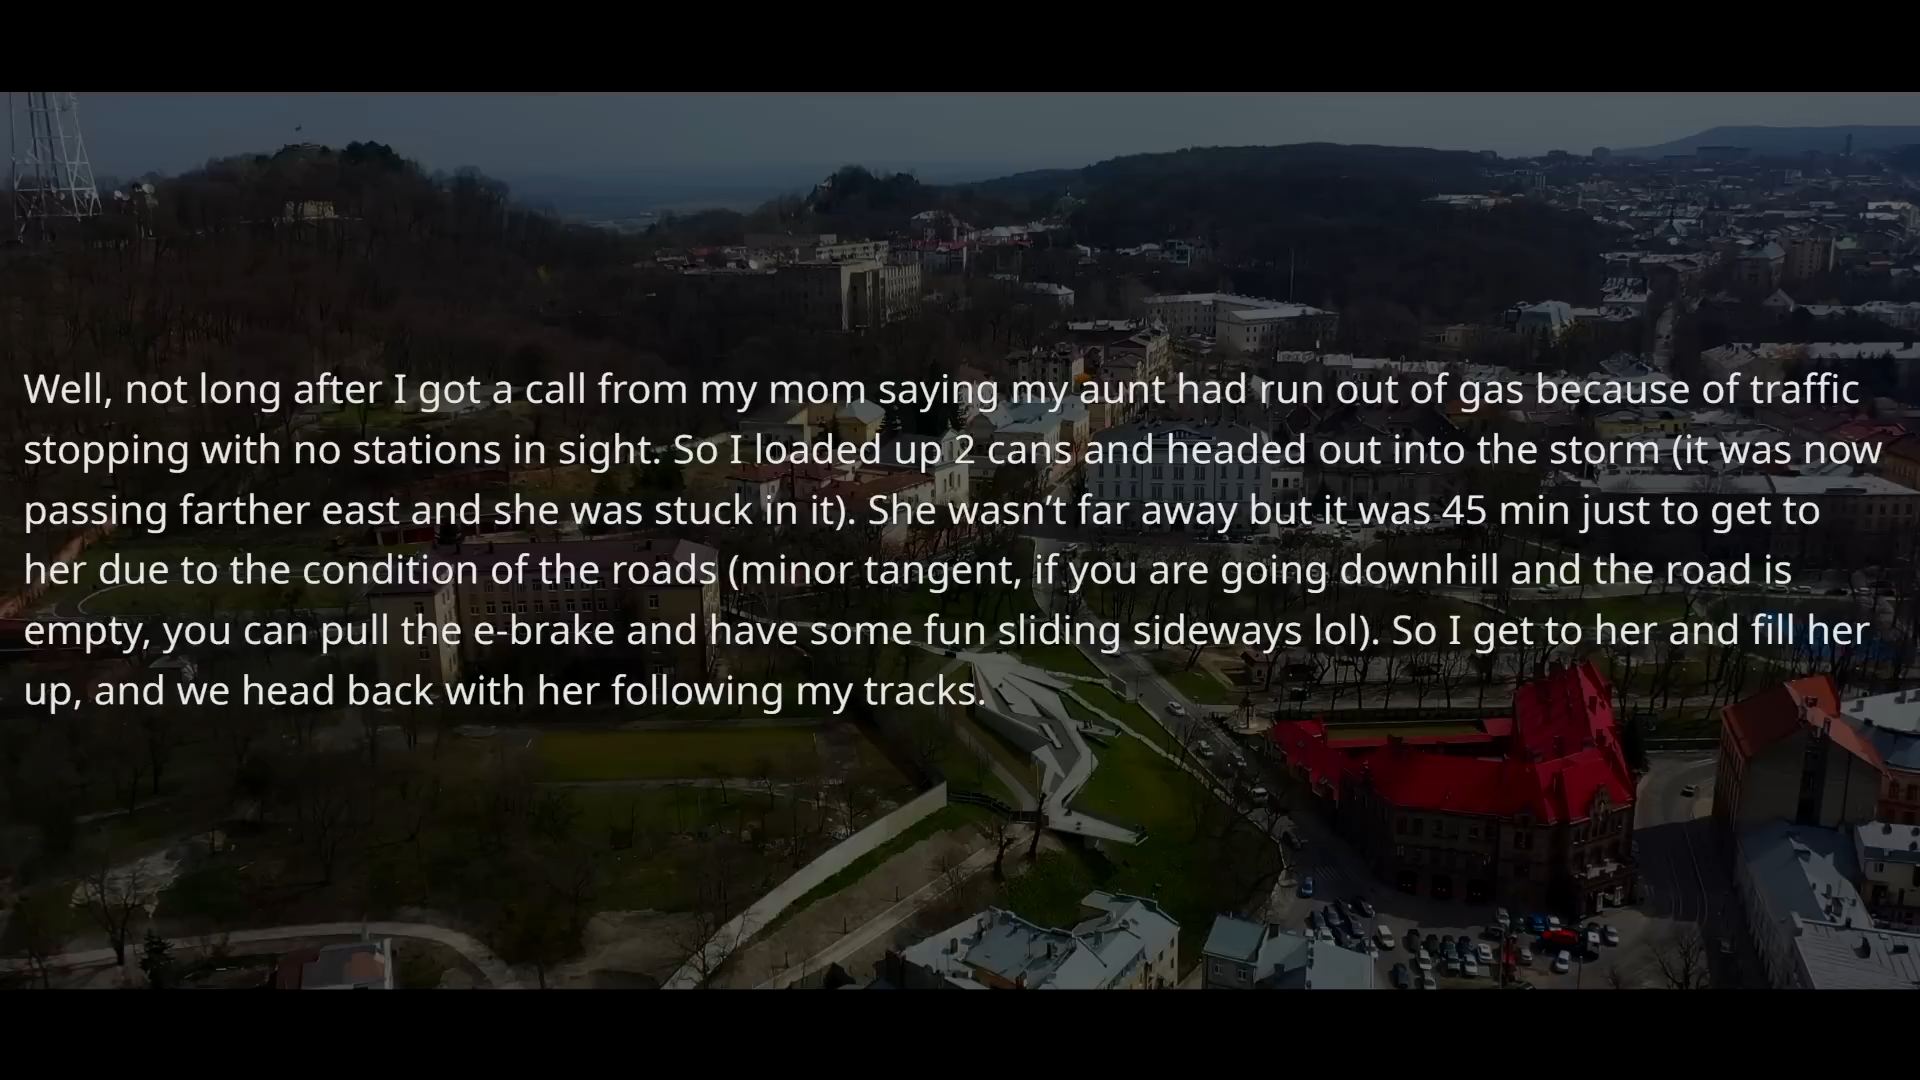 Well, not long after I got a call from my mom saying my aunt had run out of gas because of traffic
stopping with no stations in sight. So I loaded up 2 cans and headed out into the storm (it was now
passing farther east and she was stuck in it). She wasn’t far away but it was 45 min just to get to
her due to the condition of the roads (minor tangent, if you are going downhill and the road is
empty, you can pull the e-brake and have some fun sliding sideways lol). So I get to her and fill her
up, and we head back with her following my tracks.